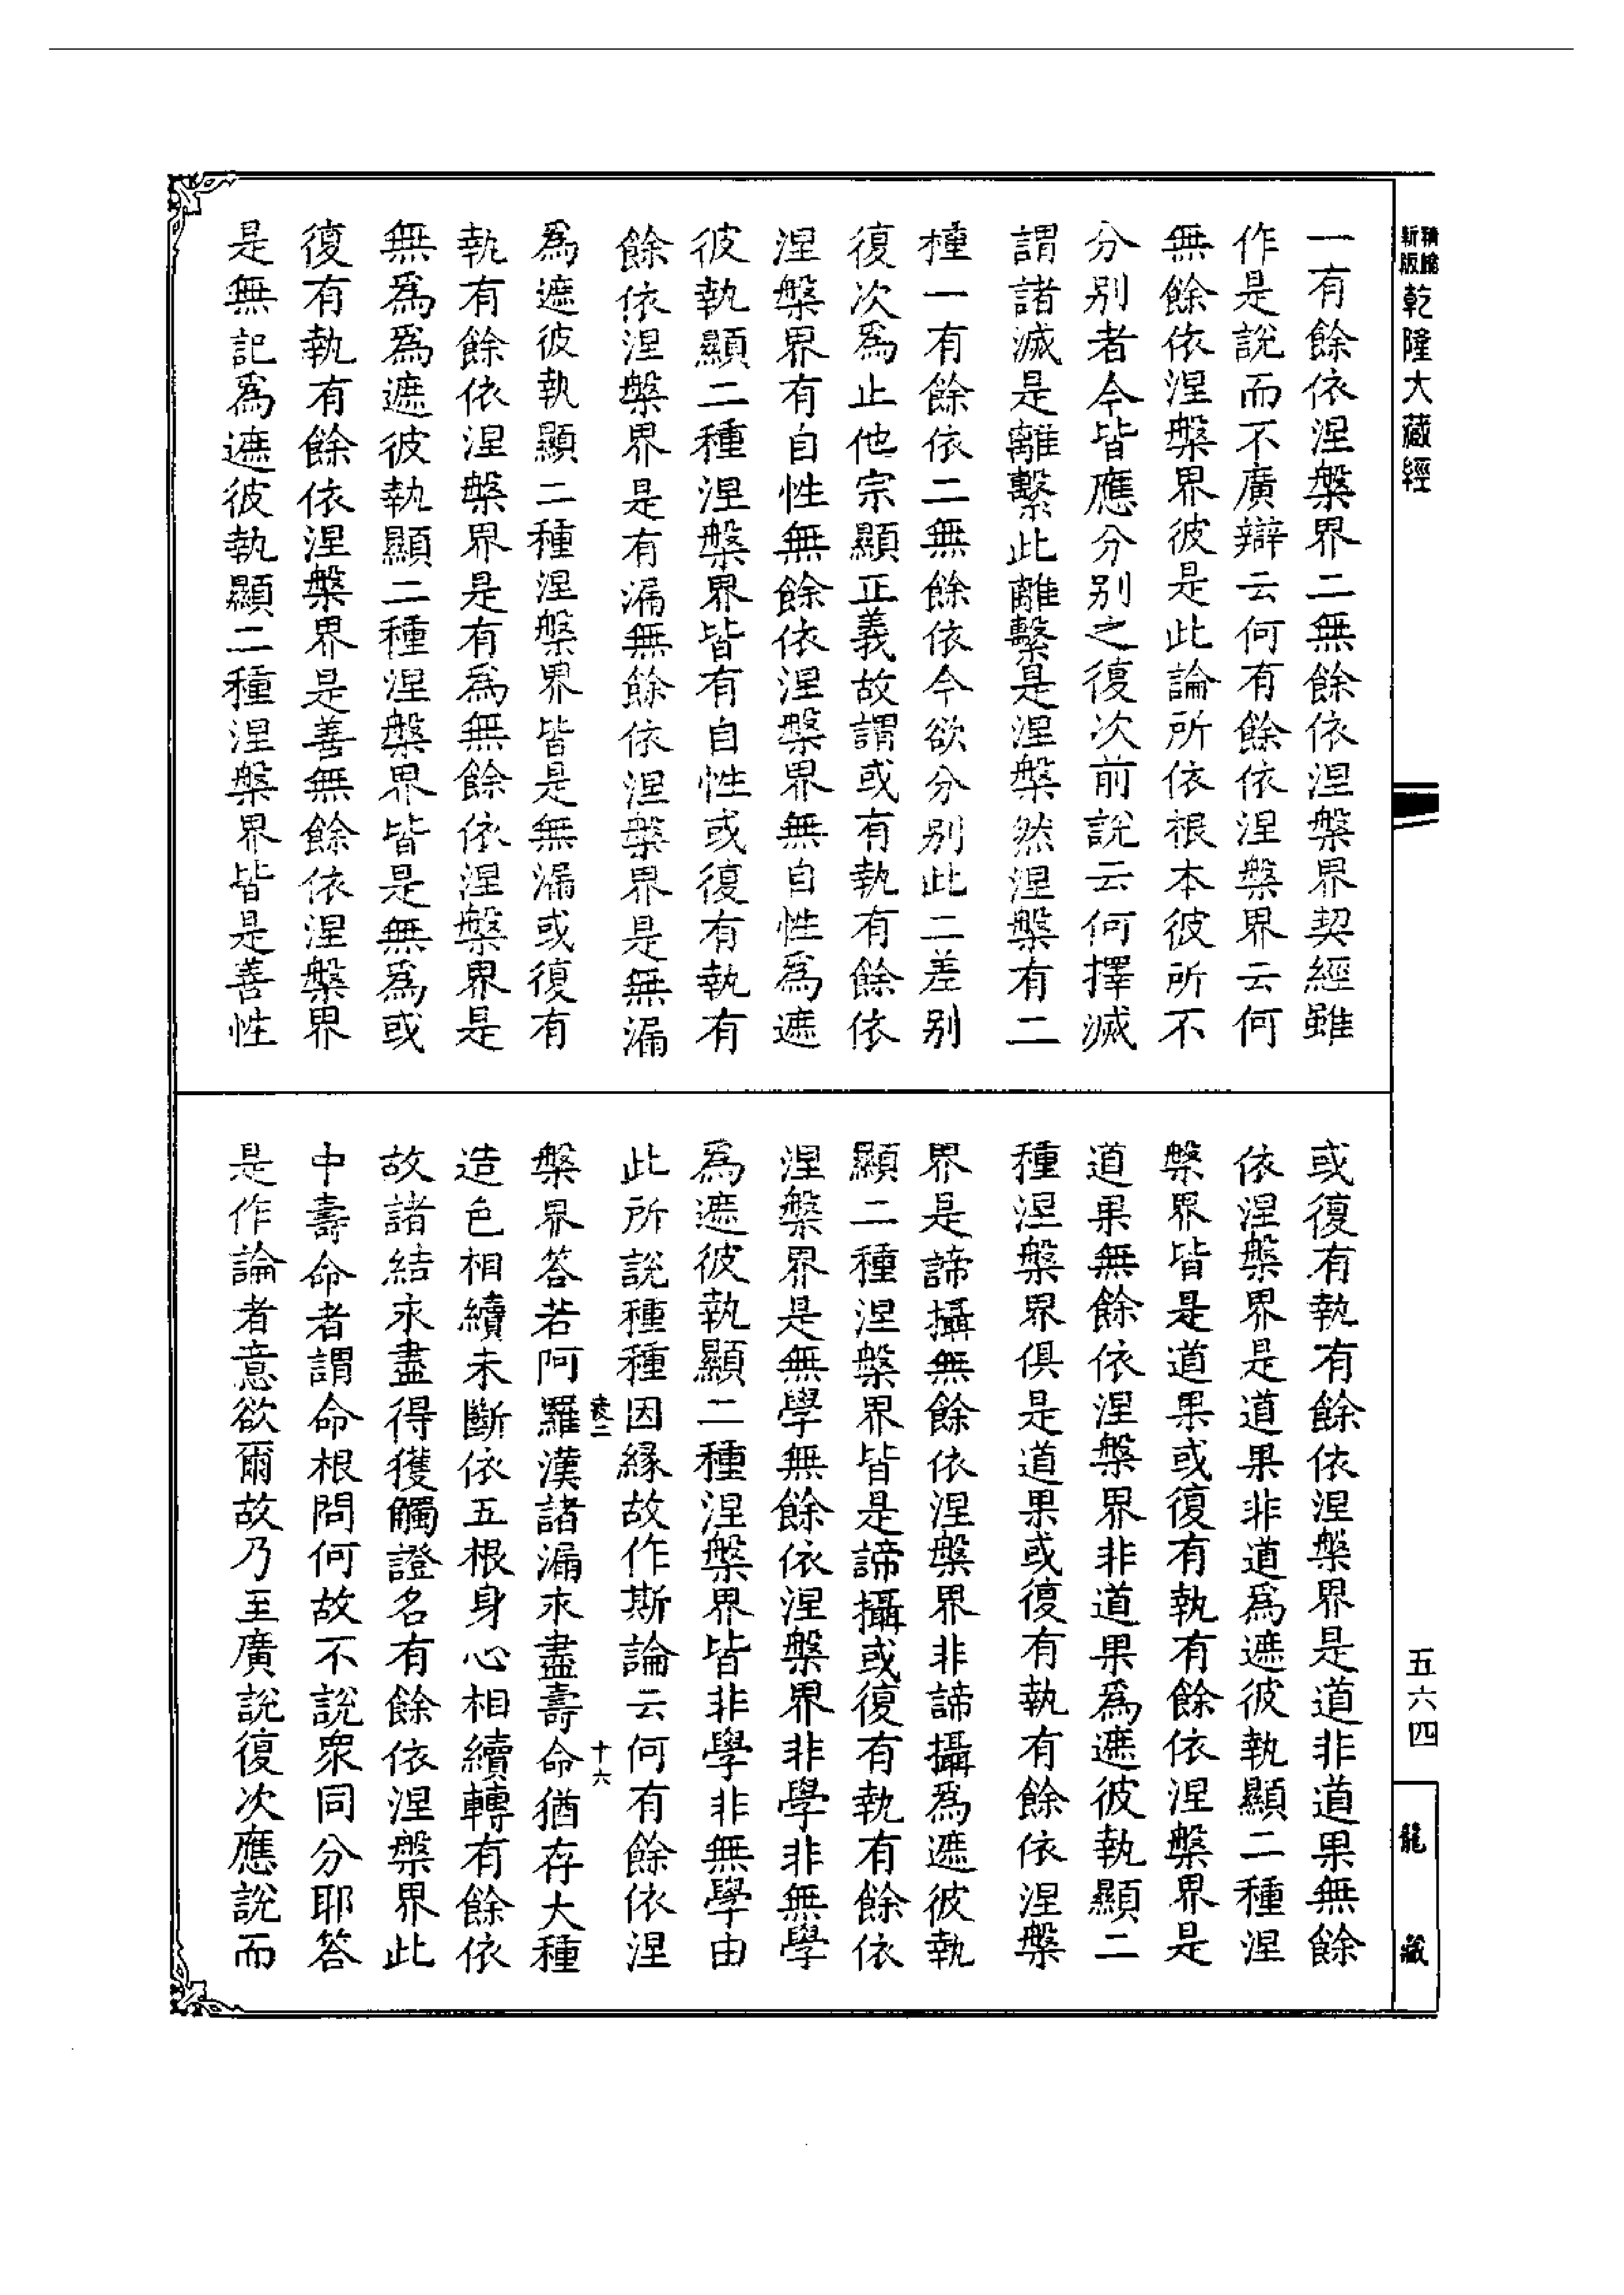 精縮
新版
乾隆大藏經
一有餘依涅槃界二無餘依涅槃界契經雖
作是說而不廣辯云何有餘依涅槃界云何
無餘依涅槃界彼是此論所依根本彼所不
分別者今皆應分別之復次前說云何擇滅
謂諸滅是離繫此離繫是涅槃然涅槃有二
種一有餘依二無餘依今欲分別此二差別
復次爲止他宗顯正義故謂或有執有餘依
涅槃界有自性無餘依涅槃界無自性爲遮
彼執顯二種涅槃界皆有自性或復有執有
餘依涅槃界是有漏無餘依涅槃界是無漏
爲遮彼執顯二種涅槃界皆是無漏或復有
執有餘依涅槃界是有爲無餘依涅槃界是
無爲爲遮彼執顯二種涅槃界皆是無爲或
復有執有餘依涅槃界是善無餘依涅槃界
是無記爲遮彼執顯二種涅槃界皆是善性
或復有執有餘依涅槃界是道非道果無餘
依涅槃界是道果非道爲遮彼執顯二種涅
槃界皆是道果或復有執有餘依涅槃界是
道果無餘依涅槃界非道果爲遮彼執顯二
種涅槃界俱是道果或復有執有餘依涅槃
界是諦攝無餘依涅槃界非諦攝爲遮彼執
顯二種涅槃界皆是諦攝或復有執有餘依
涅槃界是無學無餘依涅槃界非學非無學
爲遮彼執顯二種涅槃界皆非學非無學由
此所說種種因緣故作斯論云何有餘依涅
槃界答若阿羅漢諸漏永盡壽命猶存大種
造色相續未斷依五根身心相續轉有餘依
故諸結永盡得獲觸證名有餘依涅槃界此
中壽命者謂命根問何故不說衆同分耶答
是作論者意欲爾故乃至廣說復次應說而
十六
五六四
龍藏